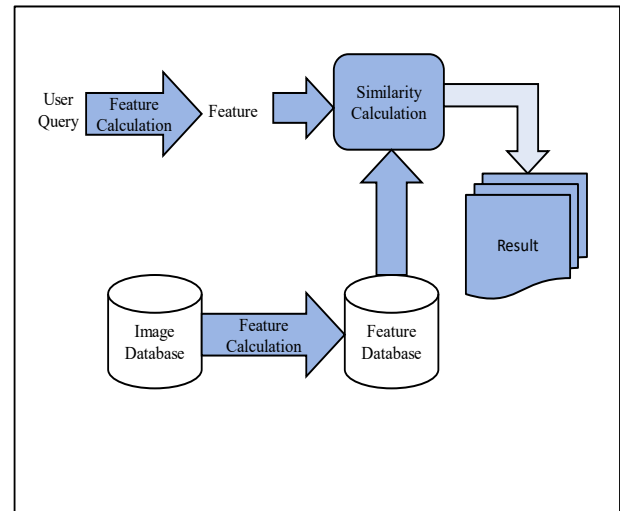 User
Query
Feature
Calculation
Feature
Similarity
Calculation
Result
Image
Database
Feature
Calculation
Feature
Database